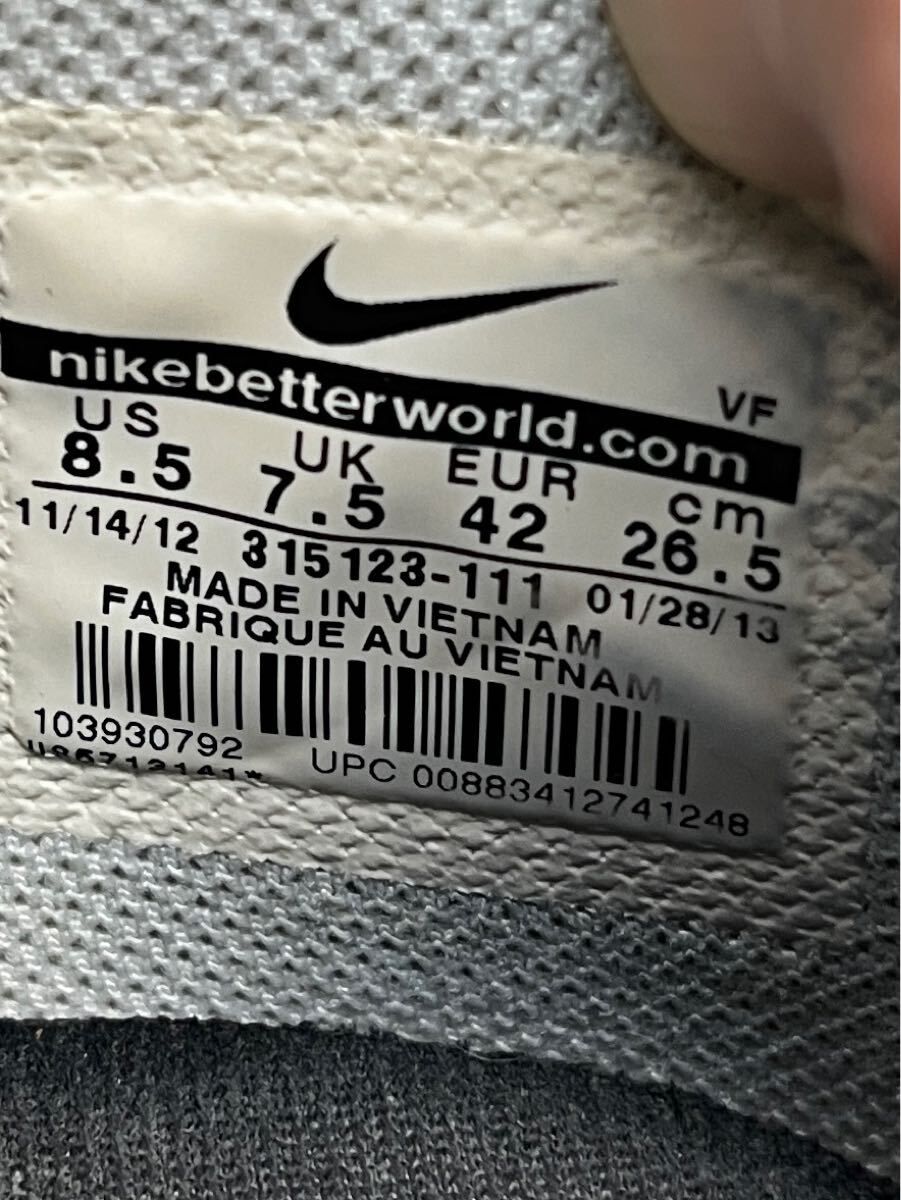 nikebetterworld.com
VF
US UK EUR cm
8.5 7.5 42 26.5
11/14/12 315123-111 01/28/13
MADE IN VIETNAM
FABRIQUE AU VIETNAM
103930792
UPC 00883412741248